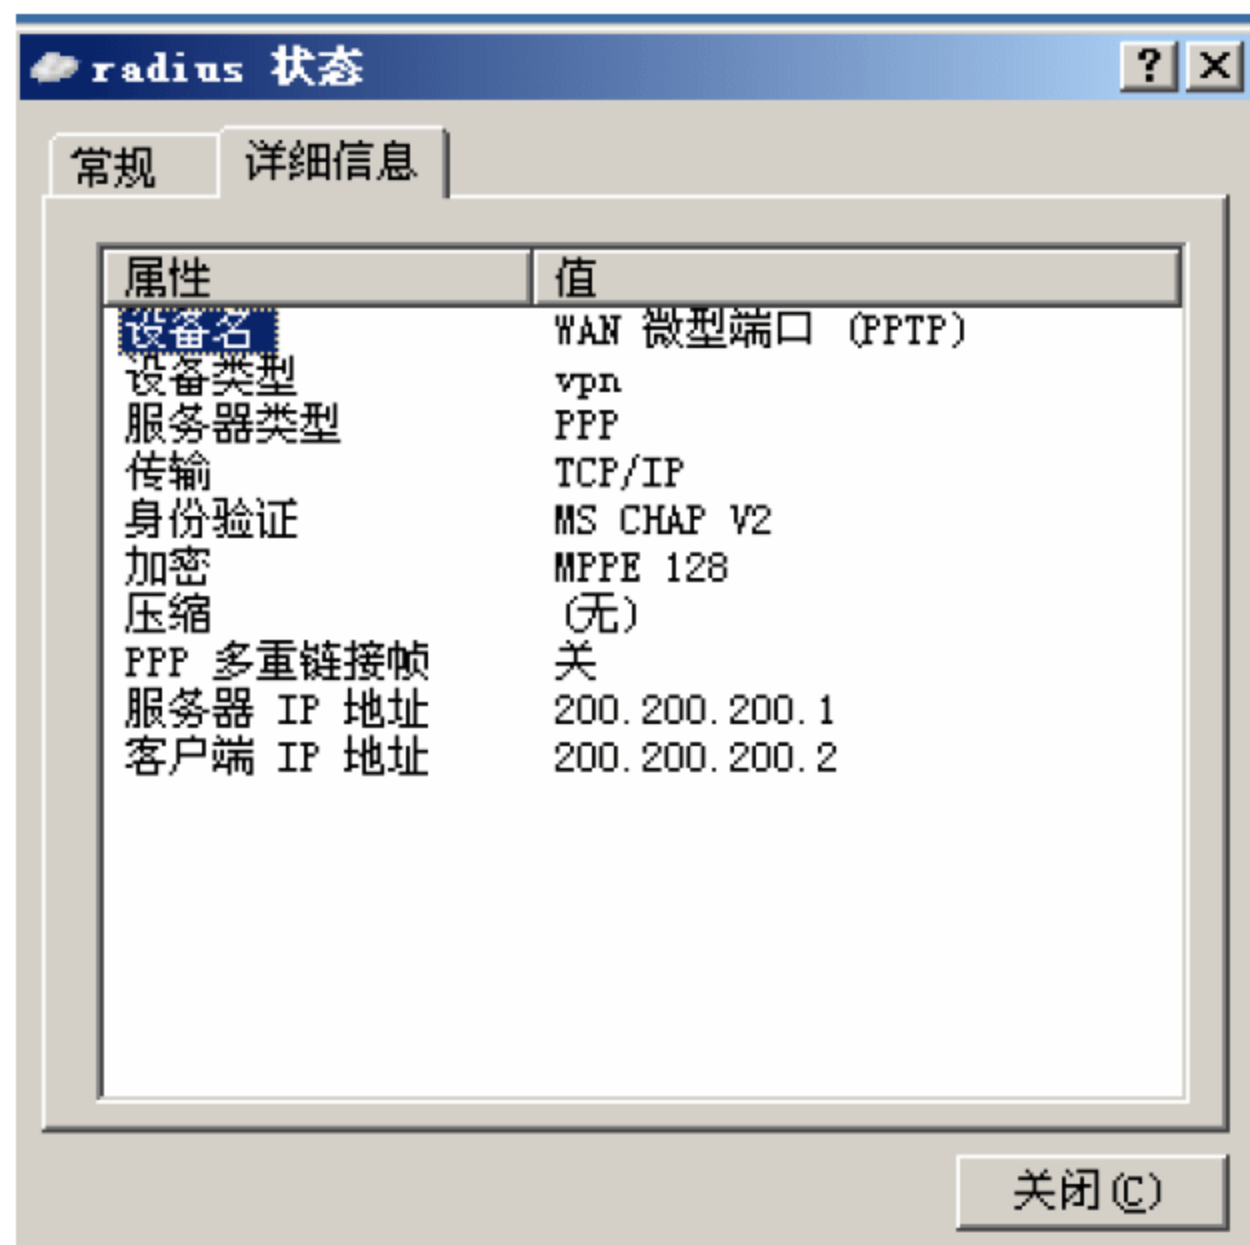 radius 状态
常规 详细信息
属性 值
设备名 WAN 微型端口 (PPTP)
设备类型 vpn
服务器类型 PPP
传输 TCP/IP
身份验证 MS CHAP V2
加密 MPPE 128
压缩 (无)
PPP 多重链接帧 关
服务器 IP 地址 200.200.200.1
客户端 IP 地址 200.200.200.2
关闭(C)